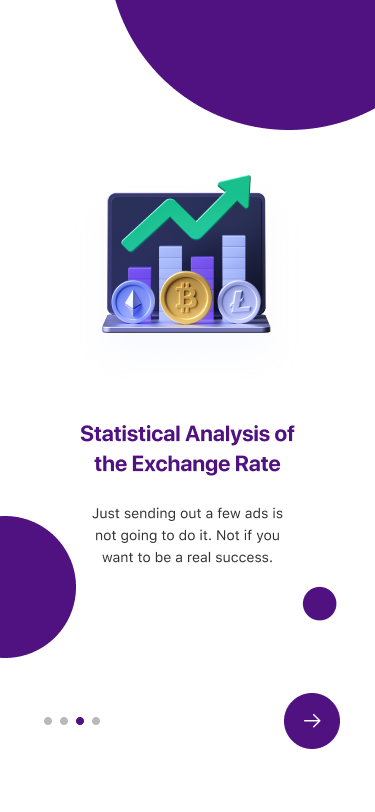 Statistical Analysis of
the Exchange Rate
Just sending out a few ads is
not going to do it. Not if you
want to be a real success.